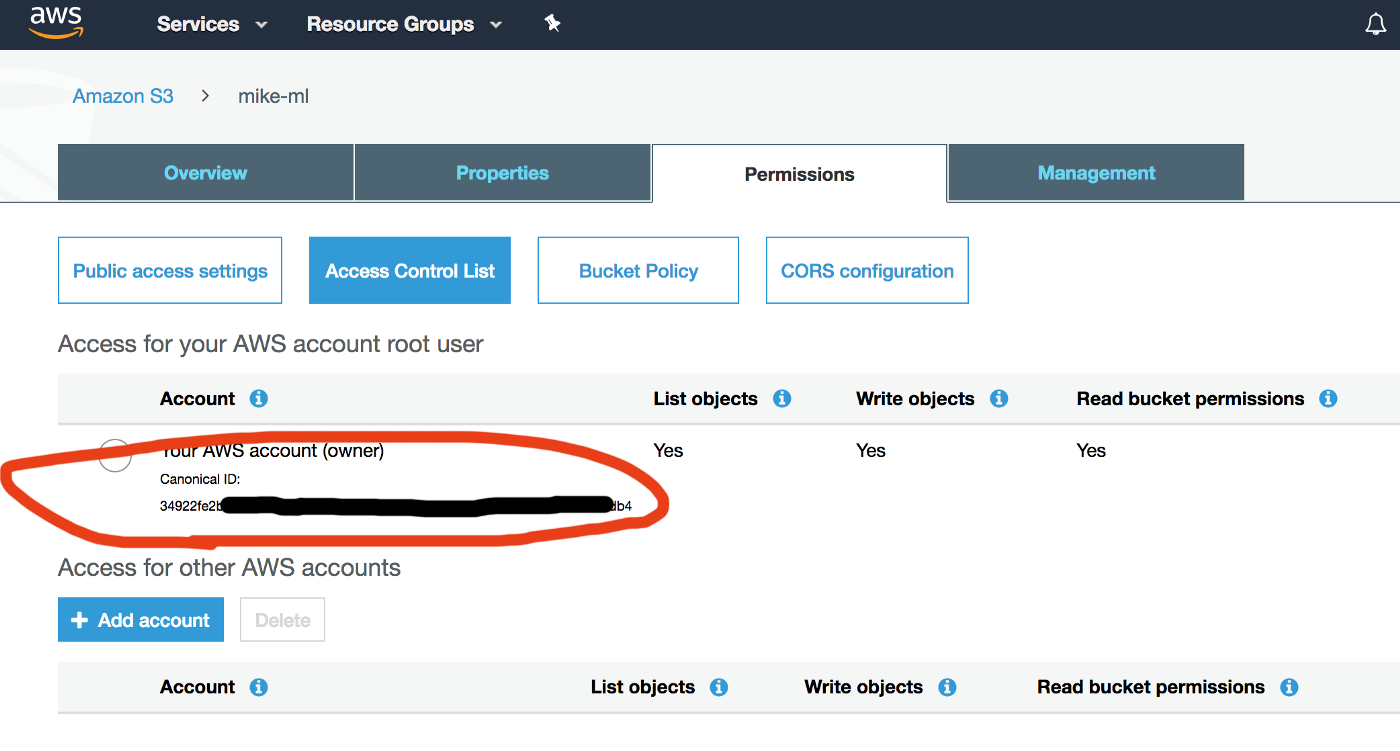 aws Services Resource Groups
Amazon S3 > mike-ml
Overview Properties Permissions Management
Public access settings Access Control List Bucket Policy CORS configuration
Access for your AWS account root user
Account List objects Write objects Read bucket permissions
Your AWS account (owner) Yes Yes Yes
Canonical ID:
34922fe2b db4
Access for other AWS accounts
Add account Delete
Account List objects Write objects Read bucket permissions